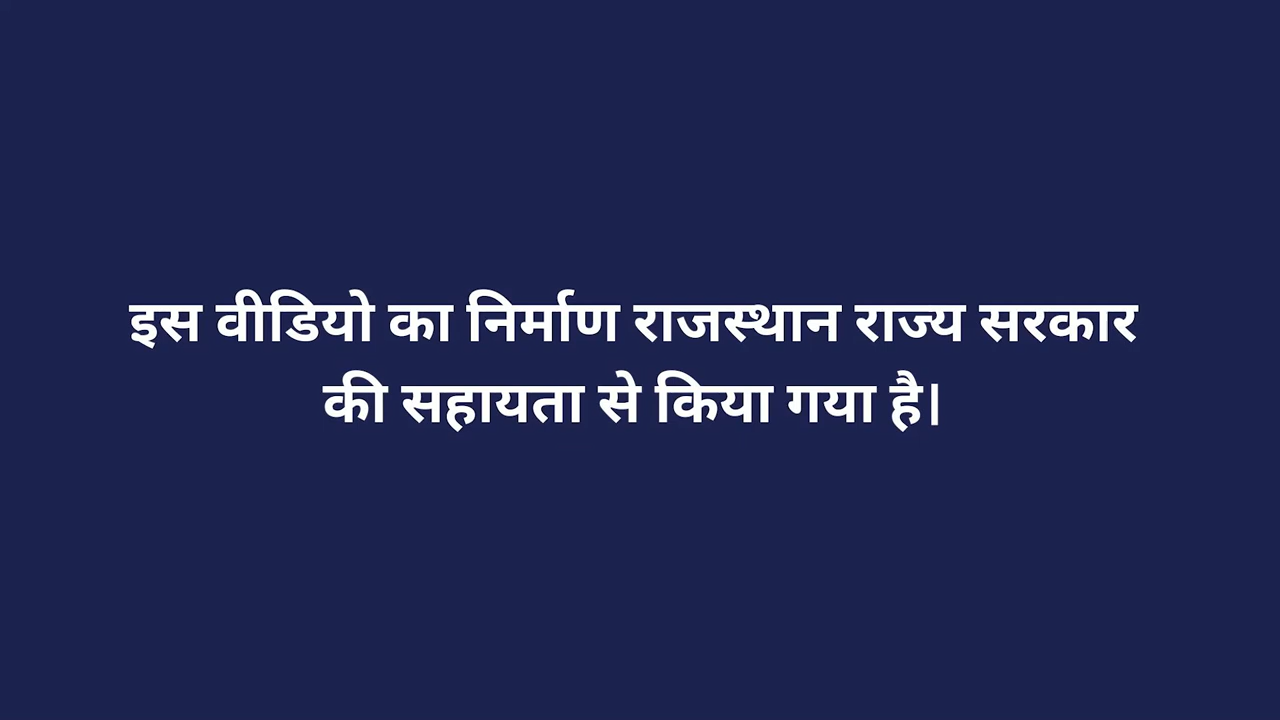 इस वीडियो का निर्माण राजस्थान राज्य सरकार
की सहायता से किया गया है।